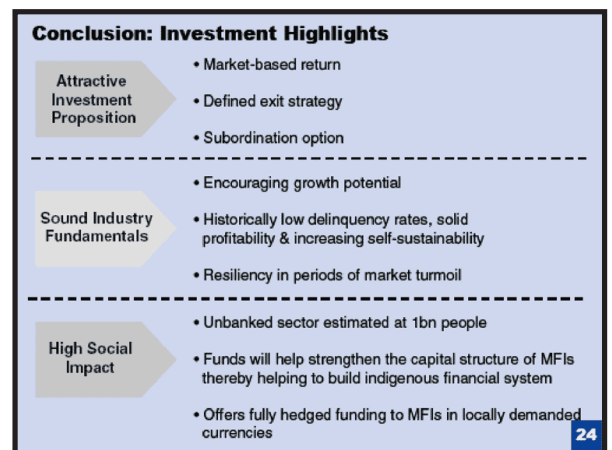 Conclusion: Investment Highlights
Attractive
Investment
Proposition
• Market-based return
• Defined exit strategy
• Subordination option
Sound Industry
Fundamentals
• Encouraging growth potential
• Historically low delinquency rates, solid
profitability & increasing self-sustainability
• Resiliency in periods of market turmoil
High Social
Impact
• Unbanked sector estimated at 1bn people
• Funds will help strengthen the capital structure of MFIs
thereby helping to build indigenous financial system
• Offers fully hedged funding to MFIs in locally demanded
currencies
24